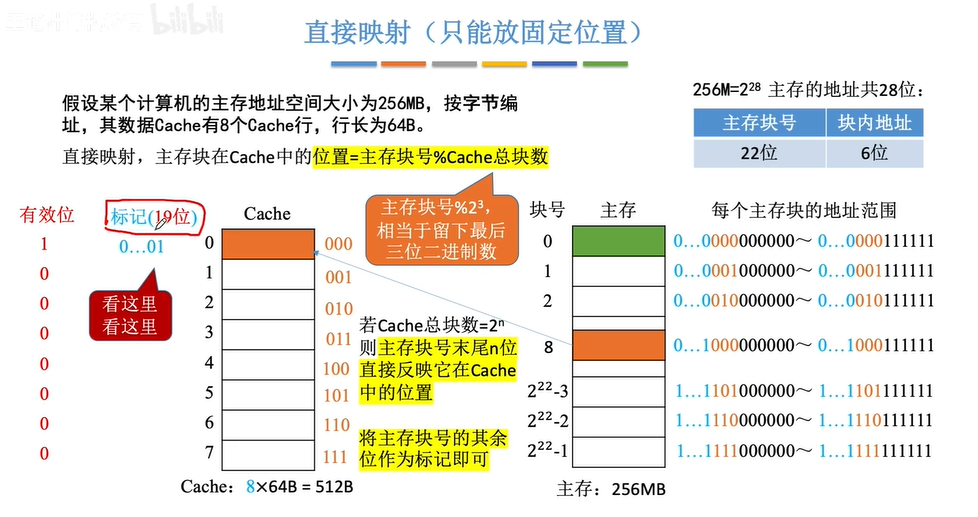 bilibili
直接映射（只能放固定位置）
假设某个计算机的主存地址空间大小为256MB，按字节编
址，其数据Cache有8个Cache行，行长为64B。
直接映射，主存块在Cache中的位置=主存块号%Cache总块数
256M=2²⁸ 主存的地址共28位：
主存块号 块内地址
22位 6位
主存块号%2³，
相当于留下最后
三位二进制数
有效位 标记(19位) Cache
1 0…01 0 000
0 1 001
0 2 010
0 3 011
0 4 100
0 5 101
0 6 110
0 7 111
看这里
看这里
Cache：8×64B = 512B
若Cache总块数=2ⁿ
则主存块号末尾n位
直接反映它在Cache
中的位置
将主存块号的其余
位作为标记即可
块号 主存 每个主存块的地址范围
0 0…0000000000～ 0…0000111111
1 0…0001000000～ 0…0001111111
2 0…0010000000～ 0…0010111111
8 0…1000000000～ 0…1000111111
2²²-3 1…1101000000～ 1…1101111111
2²²-2 1…1110000000～ 1…1110111111
2²²-1 1…1111000000～ 1…1111111111
主存：256MB